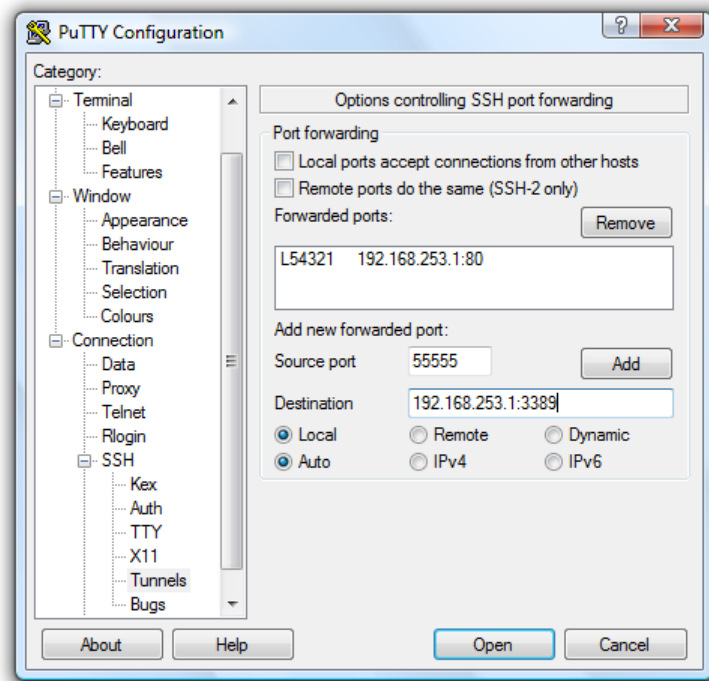 PuTTY Configuration
Category:
Terminal
Keyboard
Bell
Features
Window
Appearance
Behaviour
Translation
Selection
Colours
Connection
Data
Proxy
Telnet
Rlogin
SSH
Kex
Auth
TTY
X11
Tunnels
Bugs
Options controlling SSH port forwarding
Port forwarding
Local ports accept connections from other hosts
Remote ports do the same (SSH-2 only)
Forwarded ports:
Remove
L54321 192.168.253.1:80
Add new forwarded port:
Source port 55555 Add
Destination 192.168.253.1:3389
Local Remote Dynamic
Auto IPv4 IPv6
About Help Open Cancel